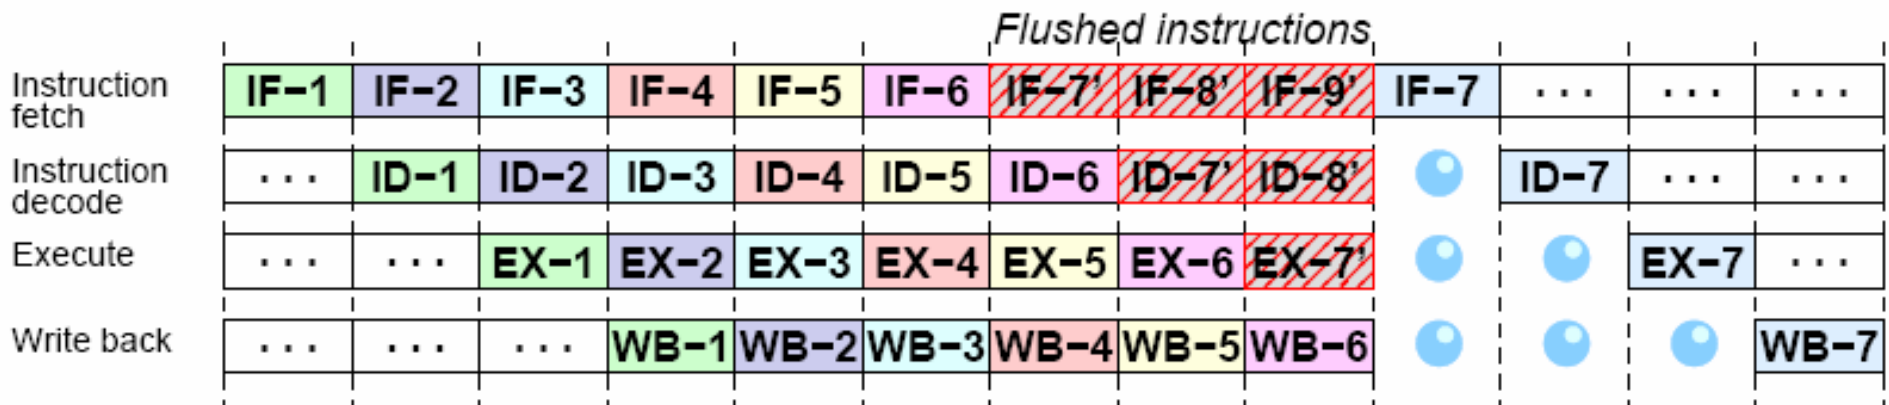 Flushed instructions
Instruction fetch IF−1 IF−2 IF−3 IF−4 IF−5 IF−6 IF−7' IF−8' IF−9' IF−7 ... ... ...
Instruction decode ... ID−1 ID−2 ID−3 ID−4 ID−5 ID−6 ID−7' ID−8' ID−7 ... ...
Execute ... ... EX−1 EX−2 EX−3 EX−4 EX−5 EX−6 EX−7' EX−7 ...
Write back ... ... ... WB−1 WB−2 WB−3 WB−4 WB−5 WB−6 WB−7